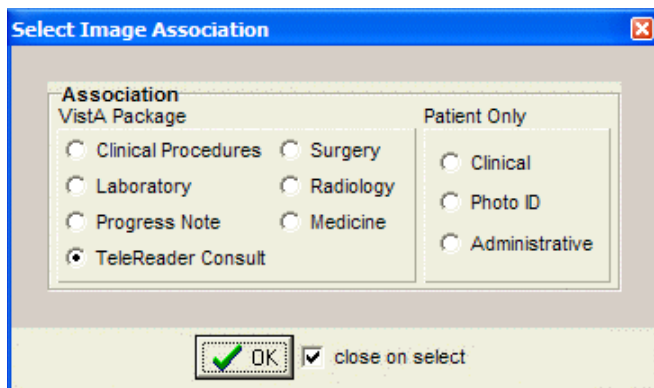 Select Image Association
Association
VistA Package
Patient Only
Clinical Procedures
Surgery
Laboratory
Radiology
Progress Note
Medicine
TeleReader Consult
Clinical
Photo ID
Administrative
OK
close on select